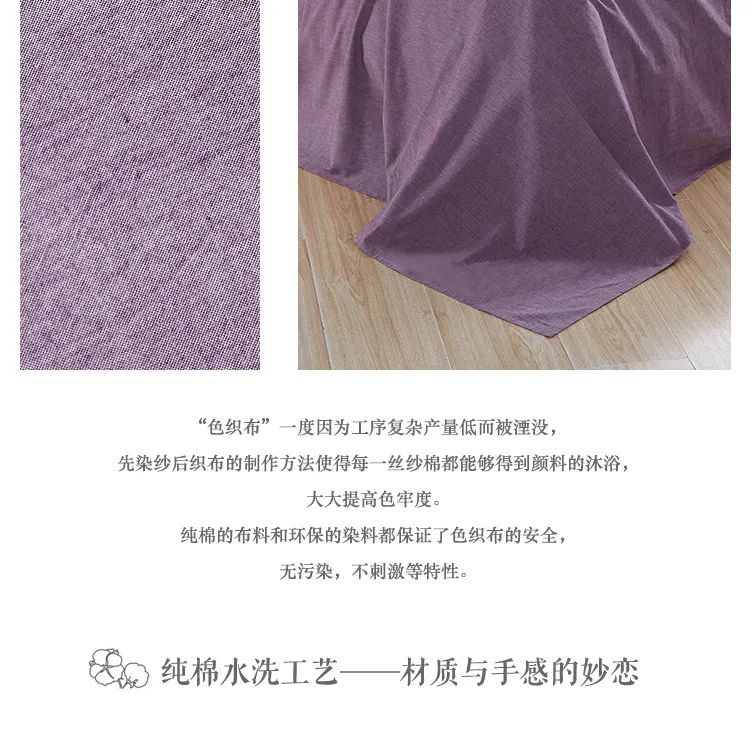 “色织布”一度因为工序复杂产量低而被湮没，
先染纱后织布的制作方法使得每一丝纱棉都能够得到颜料的沐浴，
大大提高色牢度。
纯棉的布料和环保的染料都保证了色织布的安全，
无污染，不刺激等特性。
纯棉水洗工艺——材质与手感的妙恋